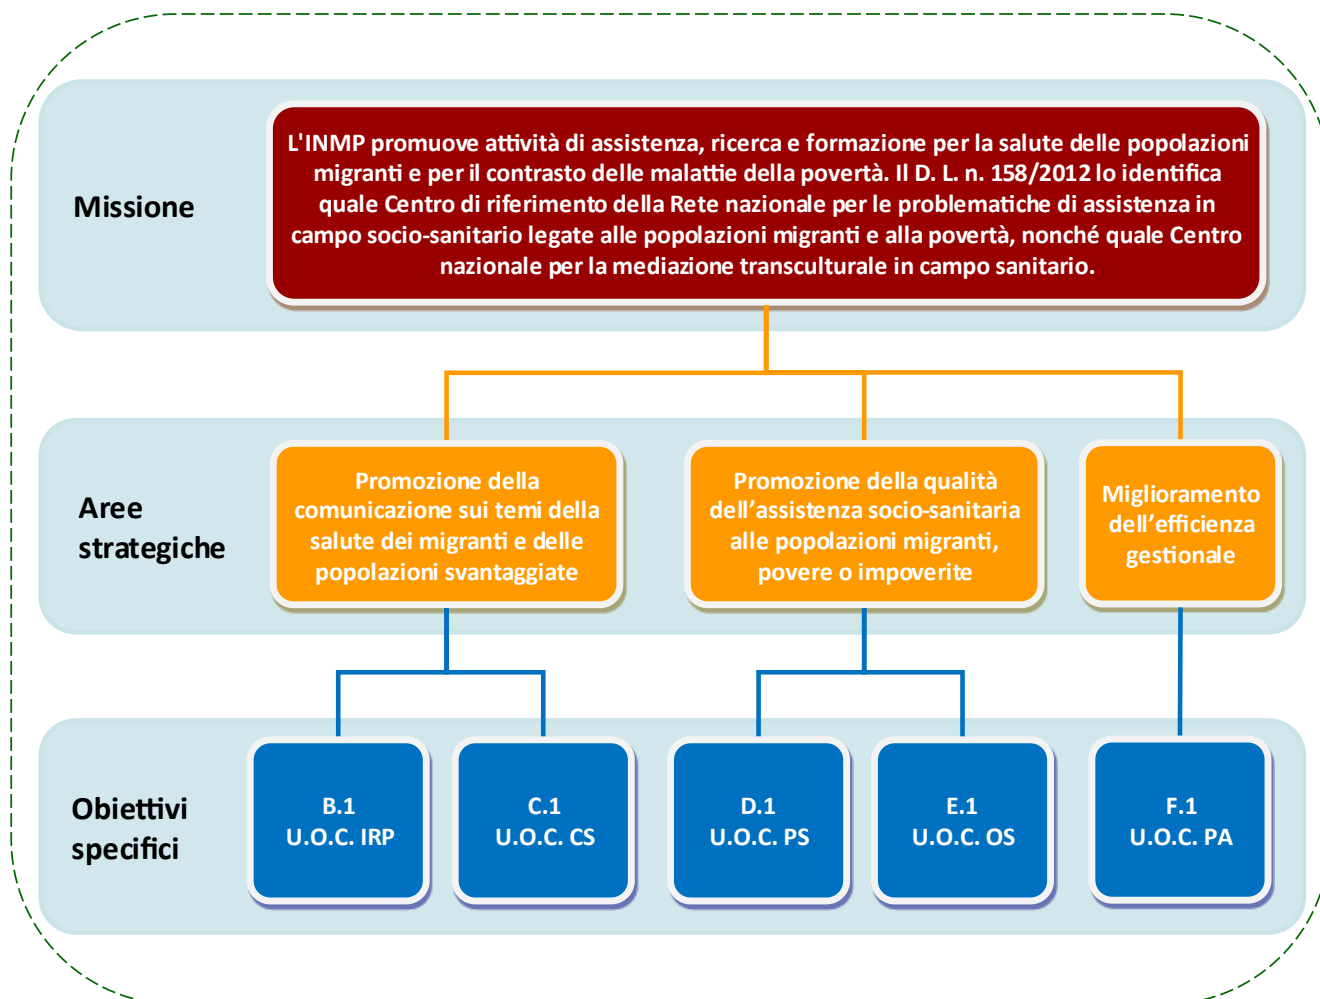 Missione
L'INMP promuove attività di assistenza, ricerca e formazione per la salute delle popolazioni
migranti e per il contrasto delle malattie della povertà. Il D. L. n. 158/2012 lo identifica
quale Centro di riferimento della Rete nazionale per le problematiche di assistenza in
campo socio-sanitario legate alle popolazioni migranti e alla povertà, nonché quale Centro
nazionale per la mediazione transculturale in campo sanitario.
Aree
strategiche
Promozione della
comunicazione sui temi della
salute dei migranti e delle
popolazioni svantaggiate
Promozione della qualità
dell’assistenza socio-sanitaria
alle popolazioni migranti,
povere o impoverite
Miglioramento
dell’efficienza
gestionale
Obiettivi
specifici
B.1
U.O.C. IRP
C.1
U.O.C. CS
D.1
U.O.C. PS
E.1
U.O.C. OS
F.1
U.O.C. PA